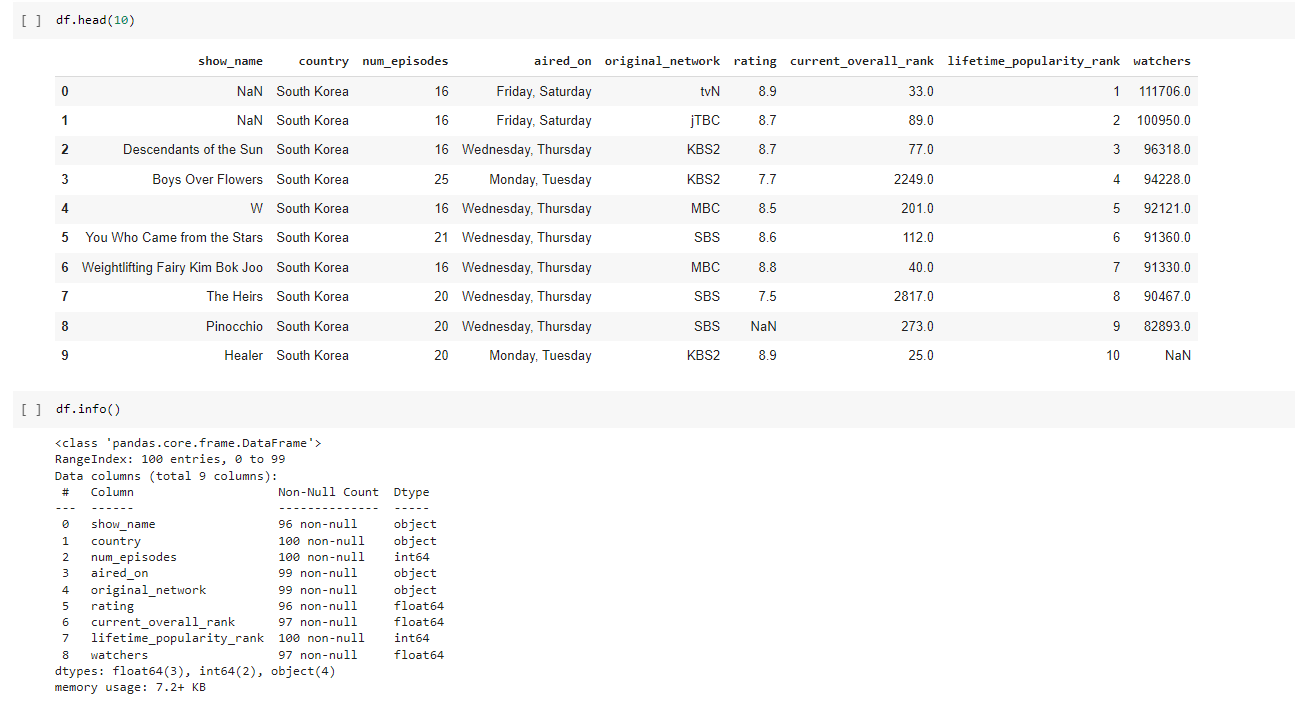 [ ] df.head(10)
show_name country num_episodes aired_on original_network rating current_overall_rank lifetime_popularity_rank watchers
0 NaN South Korea 16 Friday, Saturday tvN 8.9 33.0 1 111706.0
1 NaN South Korea 16 Friday, Saturday jTBC 8.7 89.0 2 100950.0
2 Descendants of the Sun South Korea 16 Wednesday, Thursday KBS2 8.7 77.0 3 96318.0
3 Boys Over Flowers South Korea 25 Monday, Tuesday KBS2 7.7 2249.0 4 94228.0
4 W South Korea 16 Wednesday, Thursday MBC 8.5 201.0 5 92121.0
5 You Who Came from the Stars South Korea 21 Wednesday, Thursday SBS 8.6 112.0 6 91360.0
6 Weightlifting Fairy Kim Bok Joo South Korea 16 Wednesday, Thursday MBC 8.8 40.0 7 91330.0
7 The Heirs South Korea 20 Wednesday, Thursday SBS 7.5 2817.0 8 90467.0
8 Pinocchio South Korea 20 Wednesday, Thursday SBS NaN 273.0 9 82893.0
9 Healer South Korea 20 Monday, Tuesday KBS2 8.9 25.0 10 NaN
[ ] df.info()
<class 'pandas.core.frame.DataFrame'>
RangeIndex: 100 entries, 0 to 99
Data columns (total 9 columns):
# Column Non-Null Count Dtype
--- ------ -------------- -----
0 show_name 96 non-null object
1 country 100 non-null object
2 num_episodes 100 non-null int64
3 aired_on 99 non-null object
4 original_network 99 non-null object
5 rating 96 non-null float64
6 current_overall_rank 97 non-null float64
7 lifetime_popularity_rank 100 non-null int64
8 watchers 97 non-null float64
dtypes: float64(3), int64(2), object(4)
memory usage: 7.2+ KB